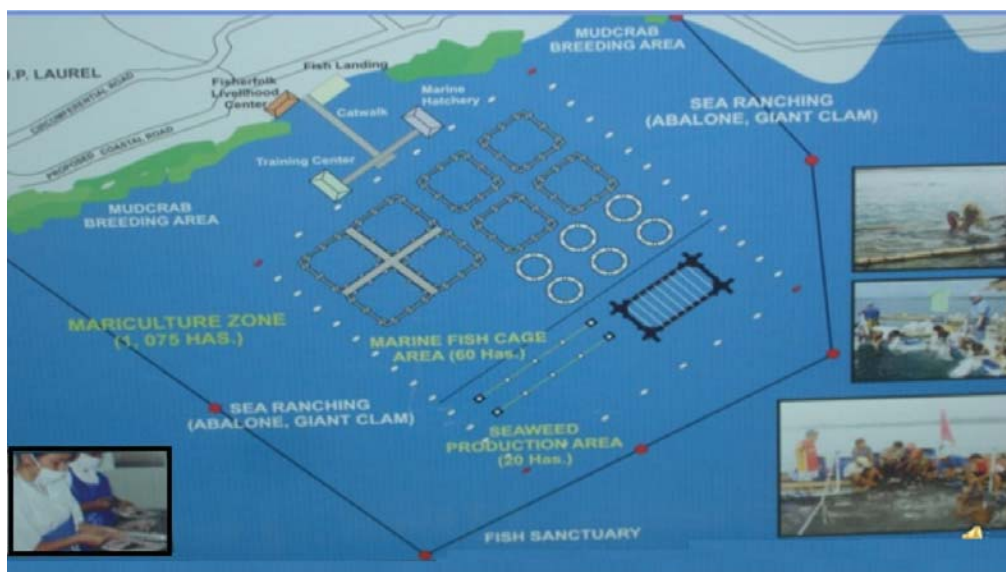 MUDCRAB
BREEDING AREA
J.P. LAUREL
CIRCUMFERENTIAL ROAD
PROPOSED COASTAL ROAD
Fish Landing
Fisherfolk
Livelihood
Center
Catwalk
Marine
Hatchery
Training Center
SEA RANCHING
(ABALONE, GIANT CLAM)
MUDCRAB
BREEDING AREA
MARICULTURE ZONE
(1, 075 HAS.)
MARINE FISH CAGE
AREA (60 Has.)
SEA RANCHING
(ABALONE, GIANT CLAM)
SEAWEED
PRODUCTION AREA
(20 Has.)
FISH SANCTUARY